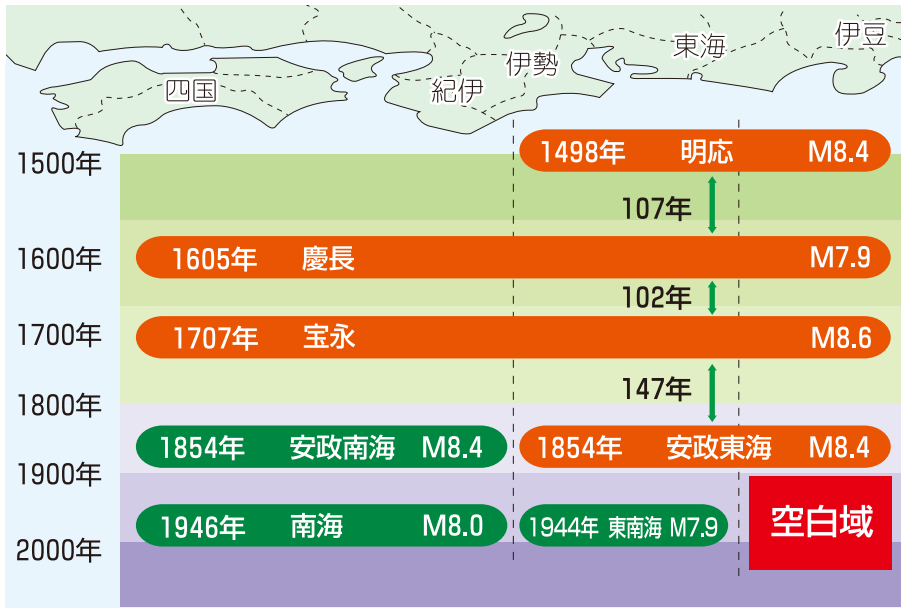 伊豆
東海
伊勢
紀伊
四国
1500年
1498年 明応 M8.4
107年
1600年
1605年 慶長 M7.9
102年
1700年
1707年 宝永 M8.6
147年
1800年
1854年 安政南海 M8.4
1854年 安政東海 M8.4
1900年
1946年 南海 M8.0
1944年 東南海 M7.9
空白域
2000年